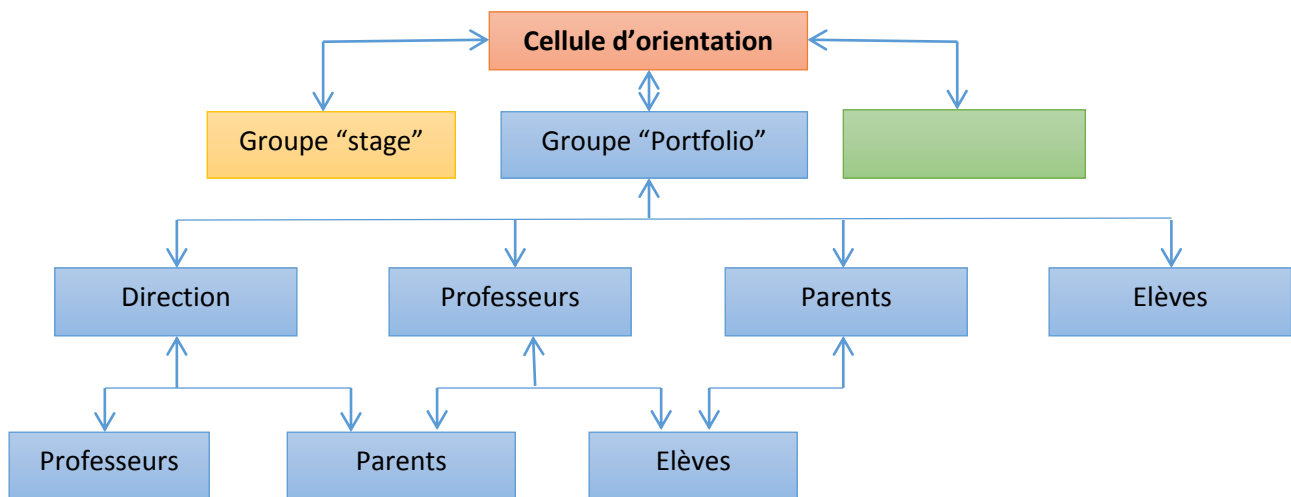 Cellule d’orientation
Groupe “stage”
Groupe “Portfolio”
Direction
Professeurs
Parents
Elèves
Professeurs
Parents
Elèves